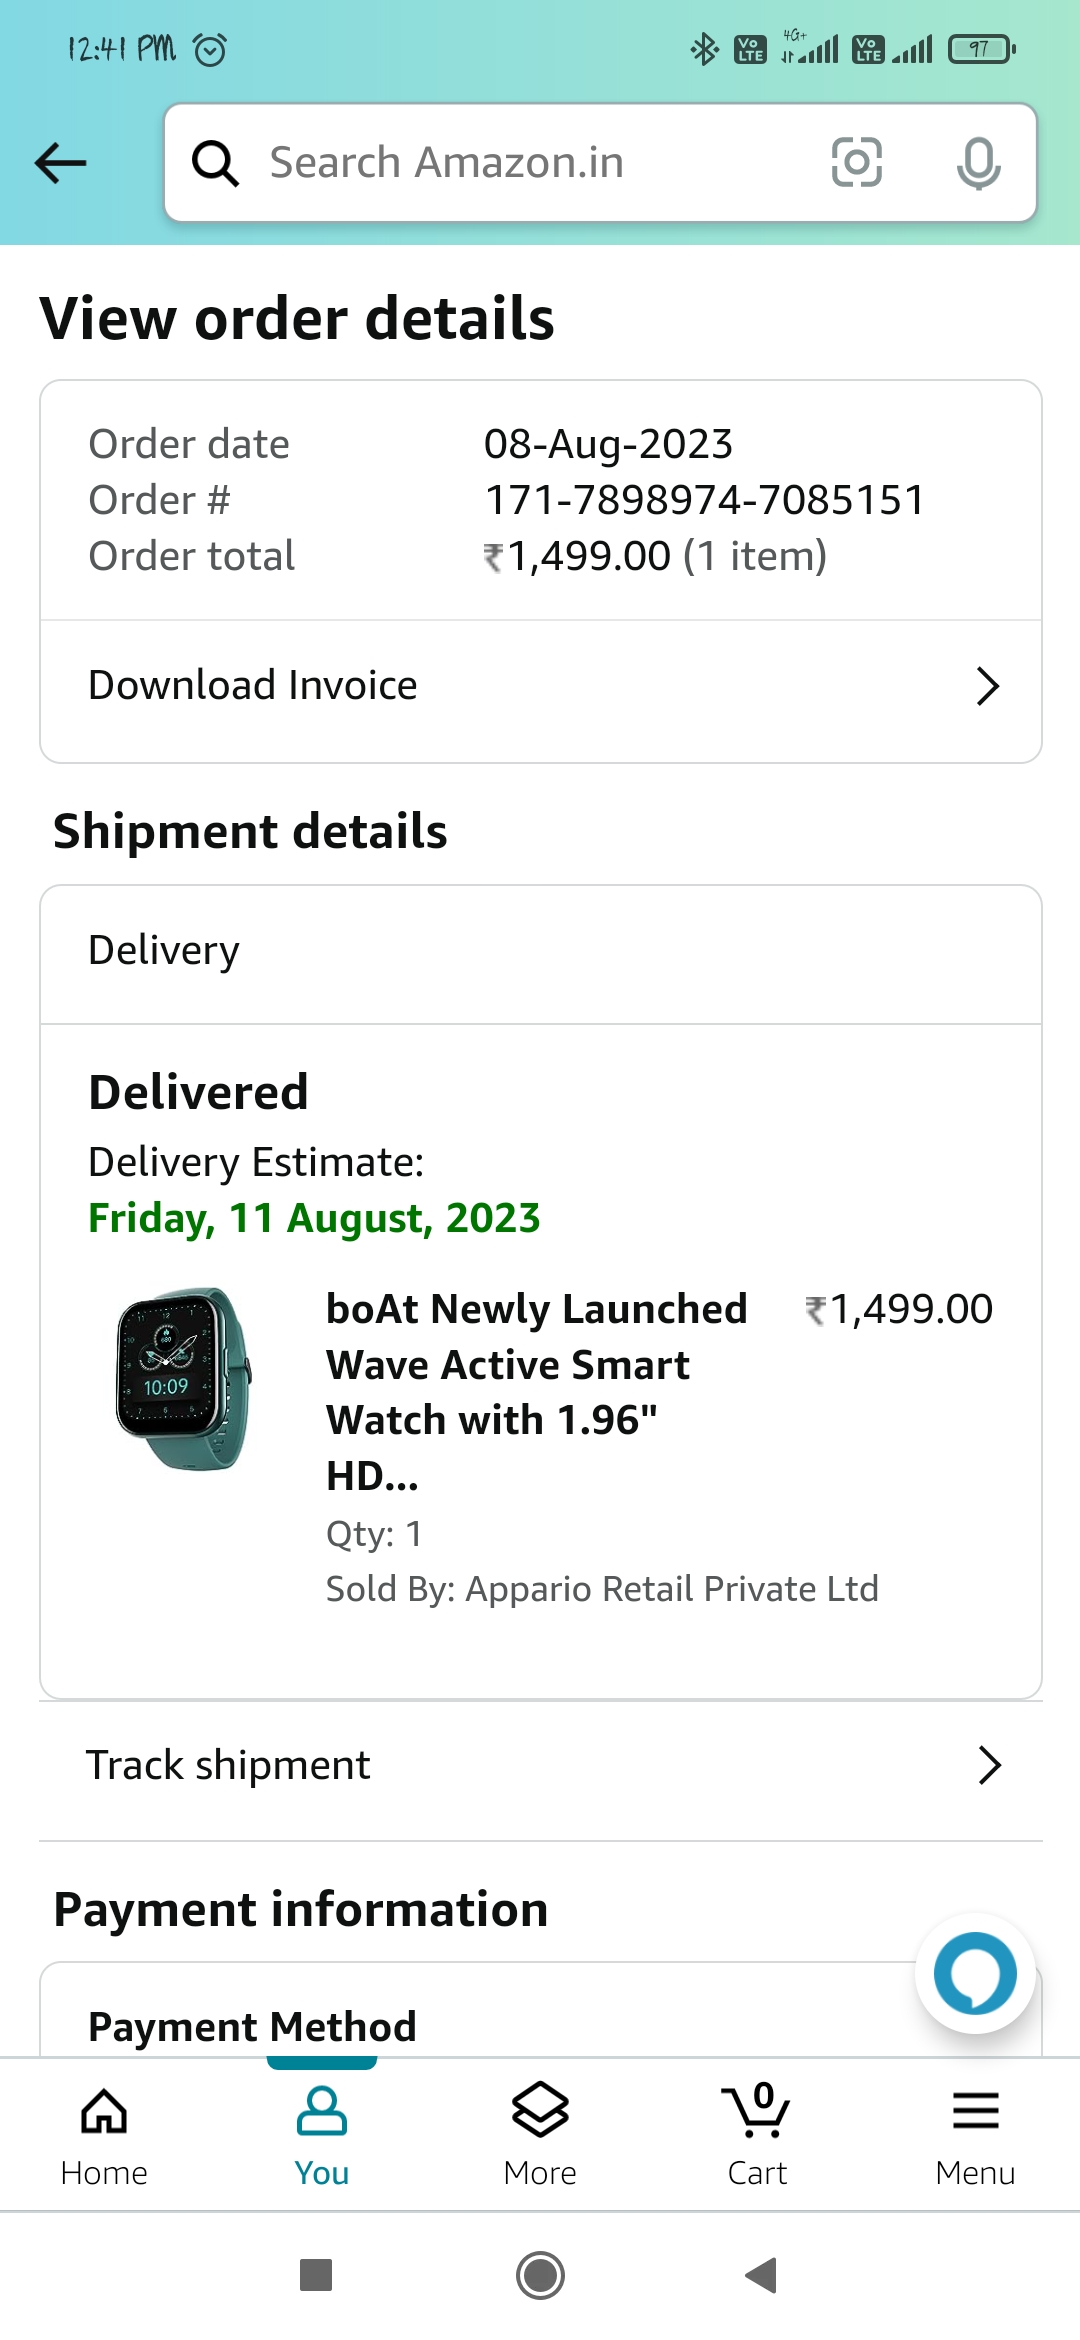 12:41 PM
Vo LTE 4G+ Vo LTE 97
Search Amazon.in
View order details
Order date 08-Aug-2023
Order # 171-7898974-7085151
Order total ₹1,499.00 (1 item)
Download Invoice
Shipment details
Delivery
Delivered
Delivery Estimate:
Friday, 11 August, 2023
boAt Newly Launched ₹1,499.00
Wave Active Smart
Watch with 1.96"
HD...
Qty: 1
Sold By: Appario Retail Private Ltd
10:09
Track shipment
Payment information
Payment Method
0
Home You More Cart Menu